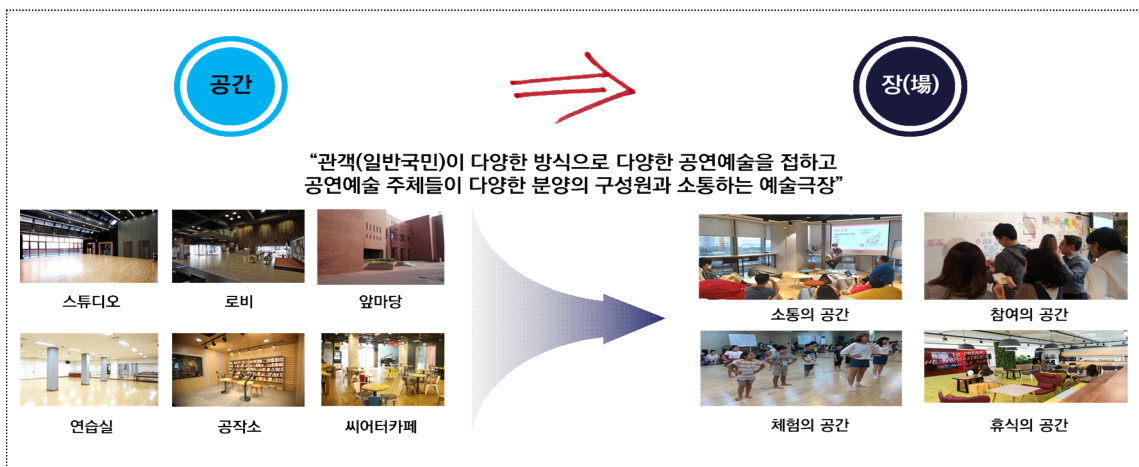 공간
장(場)
“관객(일반국민)이 다양한 방식으로 다양한 공연예술을 접하고
공연예술 주체들이 다양한 분양의 구성원과 소통하는 예술극장”
스튜디오
로비
앞마당
소통의 공간
참여의 공간
연습실
공작소
씨어터카페
체험의 공간
휴식의 공간